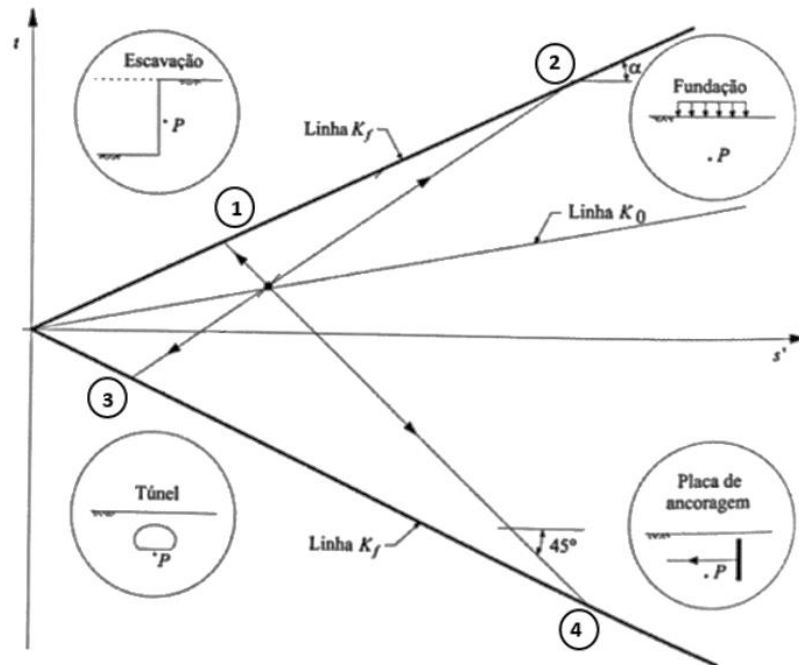 t
Escavação
P
2
α
Fundação
P
Linha K_f
1
Linha K_0
s'
3
Túnel
P
Linha K_f
45°
Placa de
ancoragem
P
4